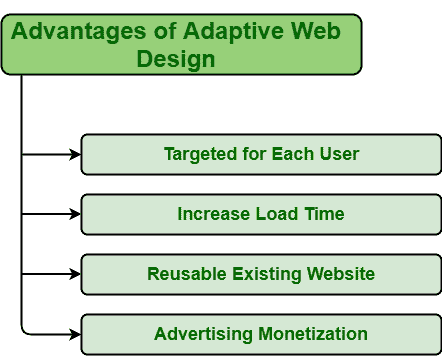 Advantages of Adaptive Web
Design
Targeted for Each User
Increase Load Time
Reusable Existing Website
Advertising Monetization